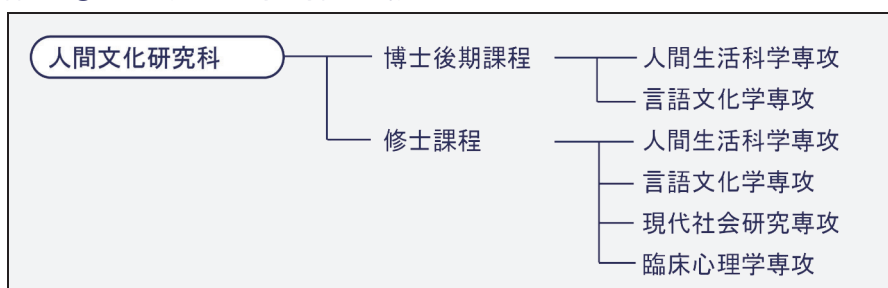 人間文化研究科 博士後期課程 人間生活科学専攻
言語文化学専攻
修士課程 人間生活科学専攻
言語文化学専攻
現代社会研究専攻
臨床心理学専攻